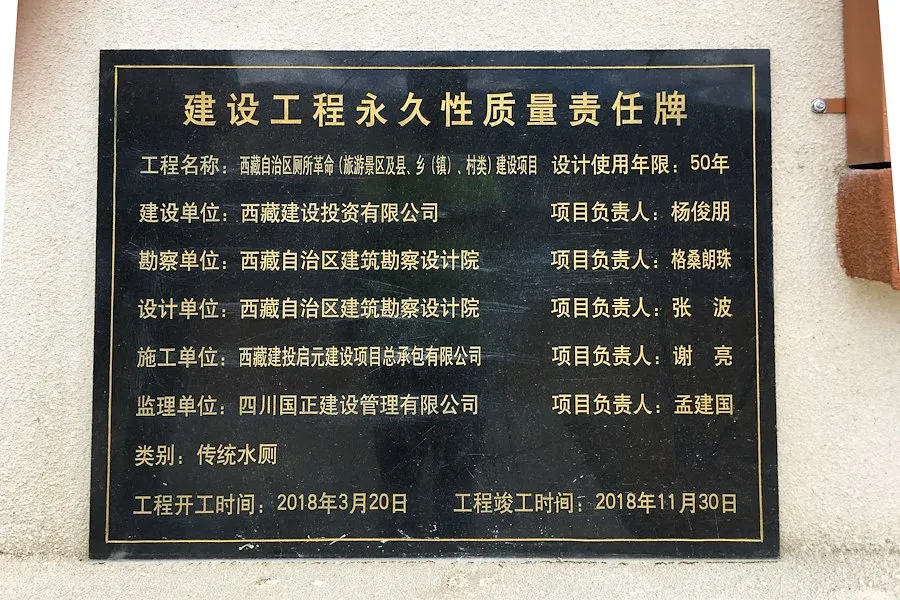 建设工程永久性质量责任牌
工程名称：西藏自治区厕所革命（旅游景区及县、乡（镇）、村类）建设项目 设计使用年限：50年
建设单位：西藏建设投资有限公司 项目负责人：杨俊朋
勘察单位：西藏自治区建筑勘察设计院 项目负责人：格桑朗珠
设计单位：西藏自治区建筑勘察设计院 项目负责人：张 波
施工单位：西藏建投启元建设项目总承包有限公司 项目负责人：谢 亮
监理单位：四川国正建设管理有限公司 项目负责人：孟建国
类别：传统水厕
工程开工时间：2018年3月20日 工程竣工时间：2018年11月30日